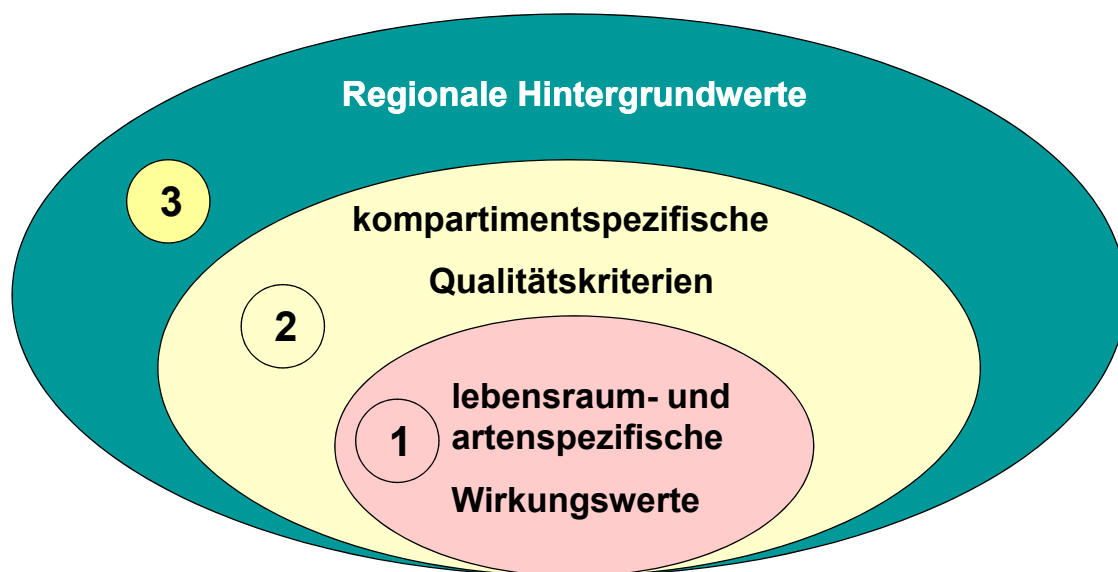 Regionale Hintergrundwerte
3
kompartimentspezifische
Qualitätskriterien
2
lebensraum- und
artenspezifische
1
Wirkungswerte